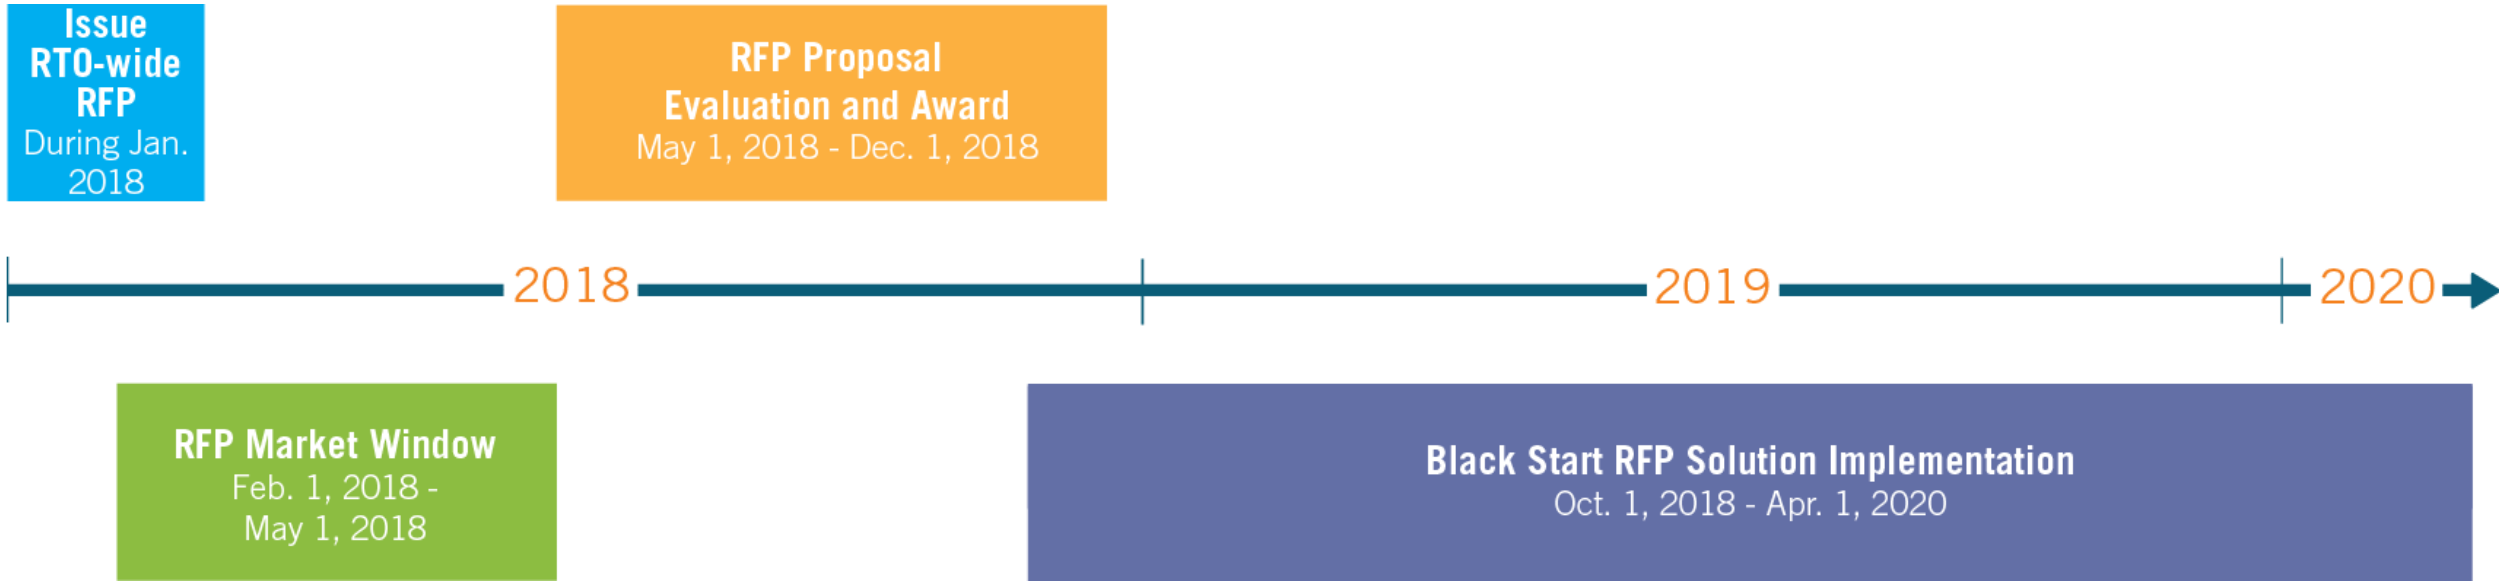 Issue
RTO-wide
RFP
During Jan.
2018
RFP Proposal
Evaluation and Award
May 1, 2018 - Dec. 1, 2018
2018
2019
2020
RFP Market Window
Feb. 1, 2018 -
May 1, 2018
Black Start RFP Solution Implementation
Oct. 1, 2018 - Apr. 1, 2020